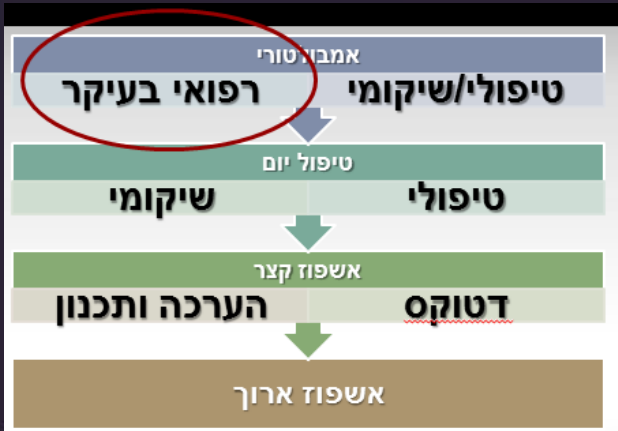 אמבולטורי
טיפולי/שיקומי רפואי בעיקר
טיפול יום
טיפולי שיקומי
אשפוז קצר
דטוקס הערכה ותכנון
אשפוז ארוך